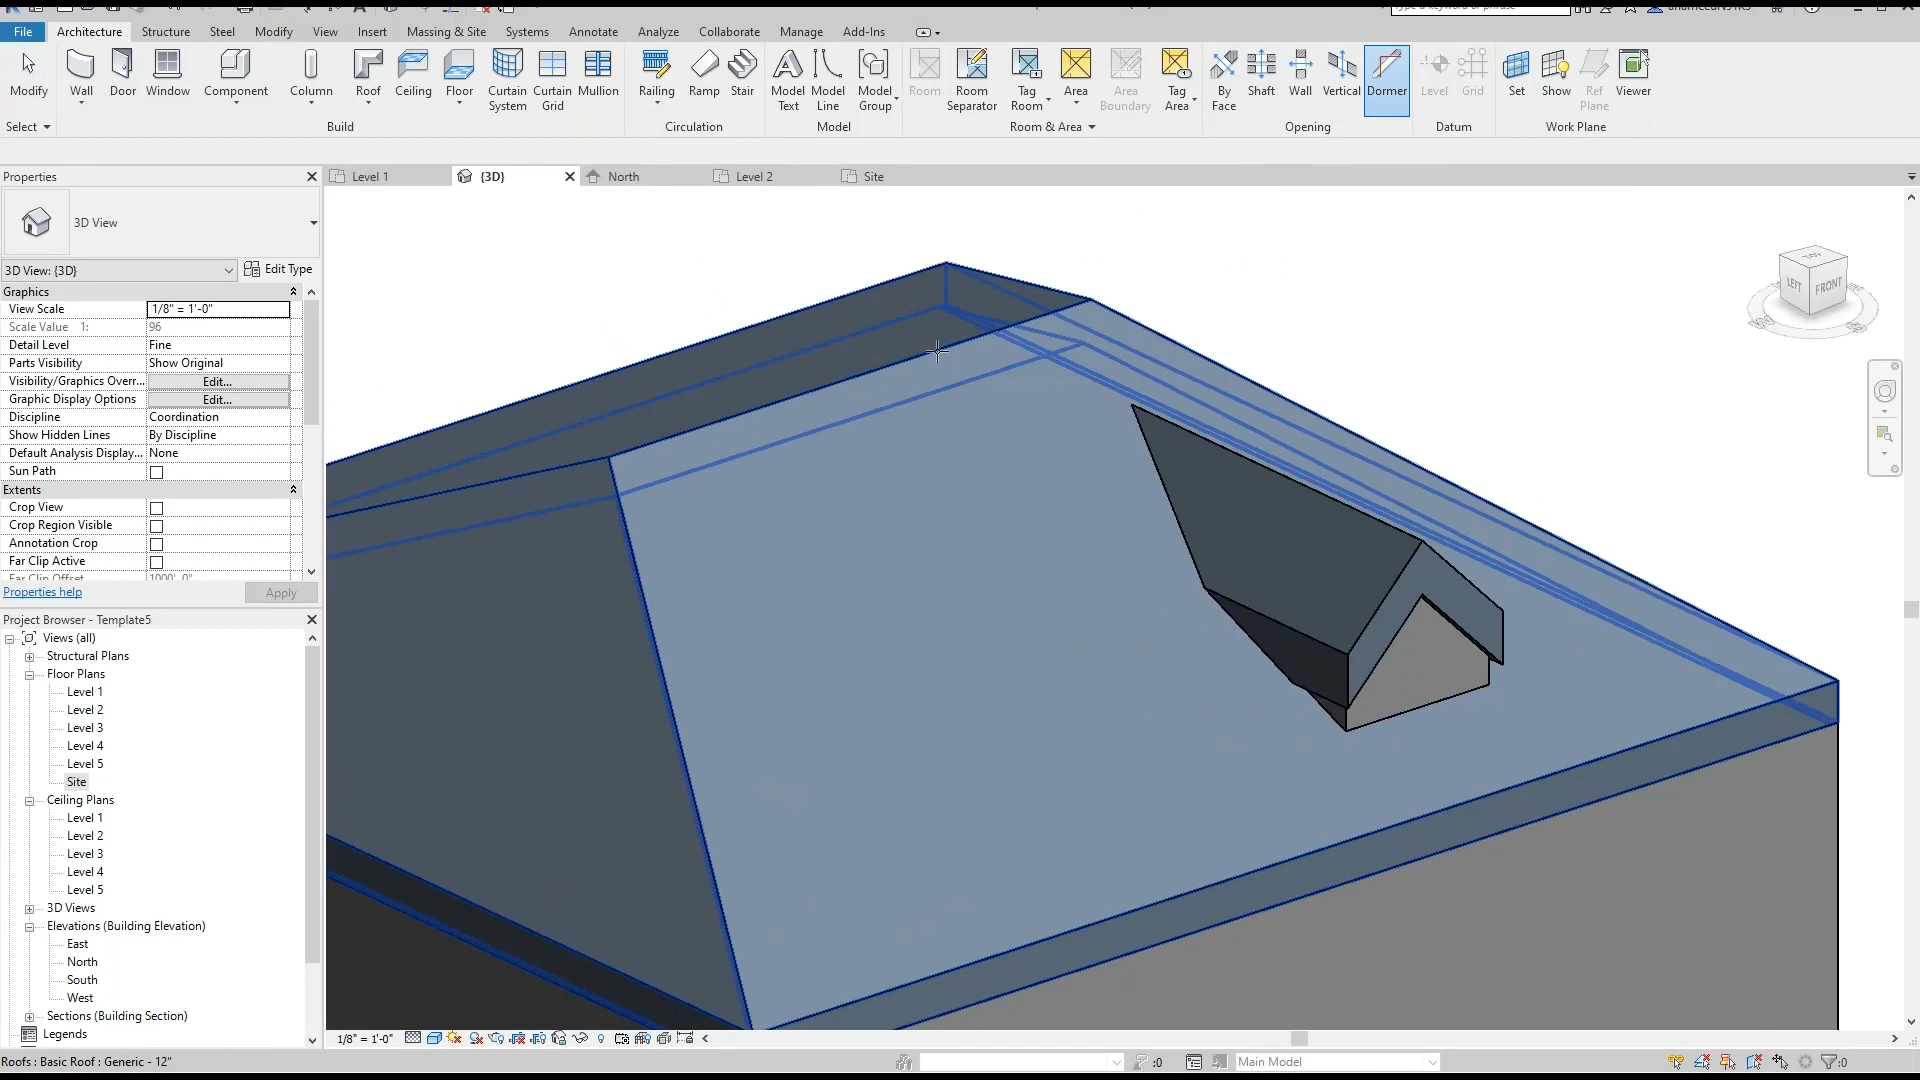 File Architecture Structure Steel Modify View Insert Massing & Site Systems Annotate Analyze Collaborate Manage Add-Ins
Modify Wall Door Window Component Column Roof Ceiling Floor Curtain System Curtain Grid Mullion Railing Ramp Stair Model Text Model Line Model Group Room Room Separator Tag Room Area Area Boundary Tag Area By Face Shaft Wall Vertical Dormer Level Grid Set Show Ref Plane Viewer
Select Build Circulation Model Room & Area Opening Datum Work Plane
Properties
Level 1 {3D} North Level 2 Site
3D View
3D View: {3D} Edit Type
Graphics
View Scale 1/8" = 1'-0"
Scale Value 1: 96
Detail Level Fine
Parts Visibility Show Original
Visibility/Graphics Overr... Edit...
Graphic Display Options Edit...
Discipline Coordination
Show Hidden Lines By Discipline
Default Analysis Display... None
Sun Path
Extents
Crop View
Crop Region Visible
Annotation Crop
Far Clip Active
Far Clip Offset 1000' 0"
Properties help Apply
Project Browser - Template5
Views (all)
Structural Plans
Floor Plans
Level 1
Level 2
Level 3
Level 4
Level 5
Site
Ceiling Plans
Level 1
Level 2
Level 3
Level 4
Level 5
3D Views
Elevations (Building Elevation)
East
North
South
West
Sections (Building Section)
Legends
LEFT FRONT
1/8" = 1'-0"
Roofs : Basic Roof : Generic - 12" :0 Main Model :0